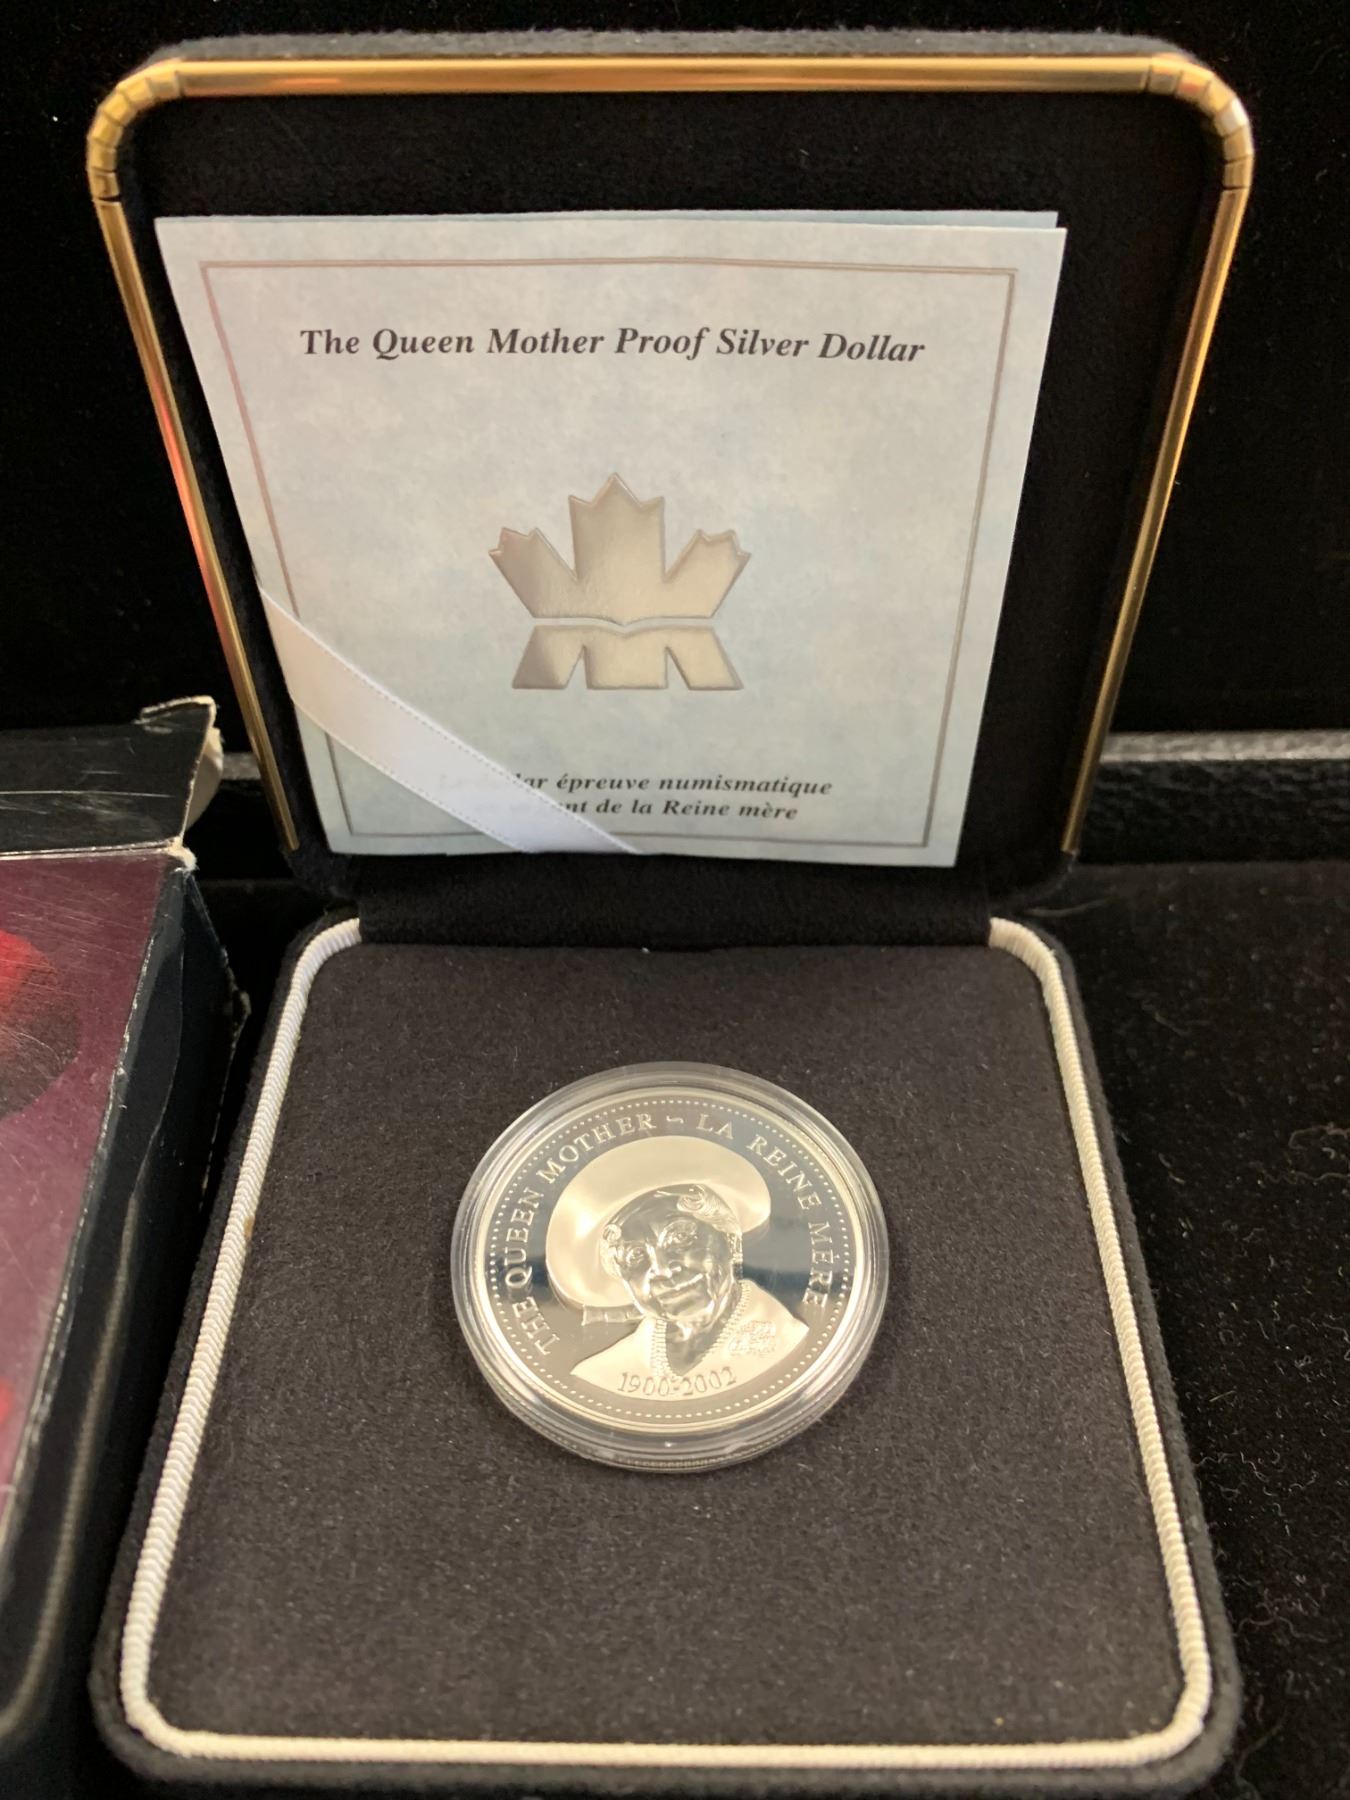 The Queen Mother Proof Silver Dollar
épreuve numismatique
de la Reine mère
THE QUEEN MOTHER ~ LA REINE MÈRE
1900-2002